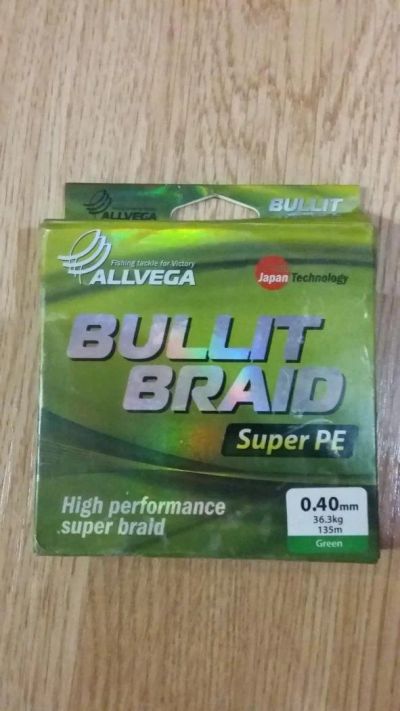 ALLVEGA
BULLIT
Fishing tackle for Victory
ALLVEGA
Japan Technology
BULLIT
BRAID
Super PE
High performance
super braid
0.40mm
36.3kg
135m
Green